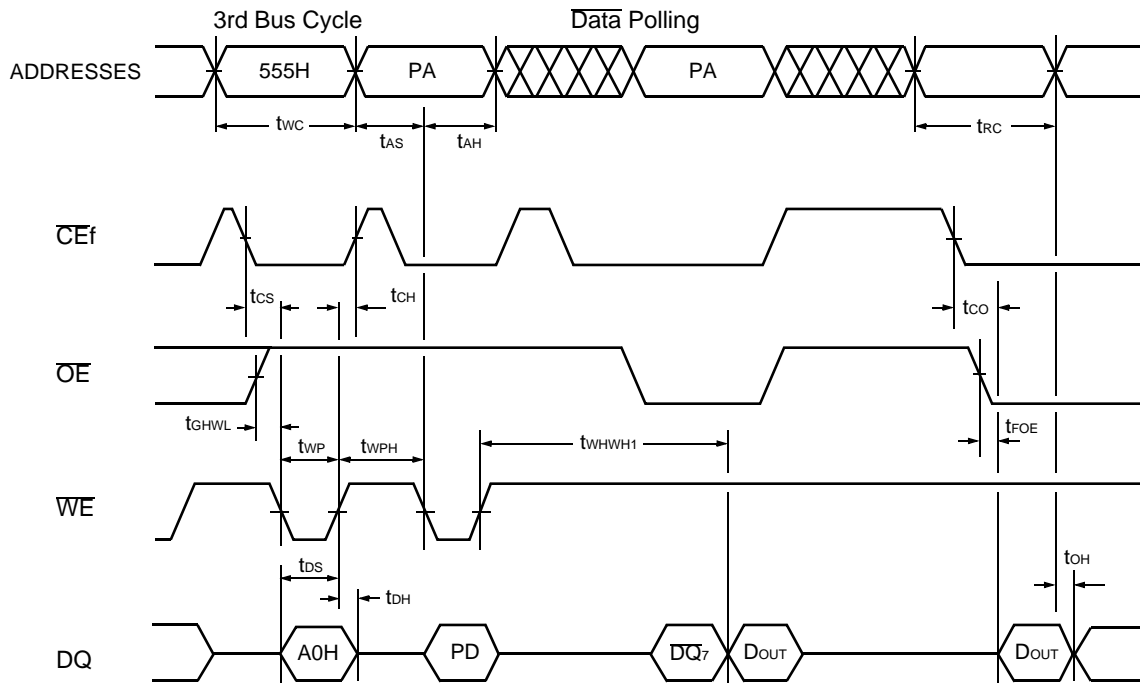 3rd Bus Cycle Data Polling
ADDRESSES 555H PA PA
tWC tAS tAH tRC
CEf
tCS tCH tCO
OE
tGHWL tWP tWPH tWHWH1 tFOE
WE
tDS tDH tOH
DQ A0H PD DQ7 DOUT DOUT